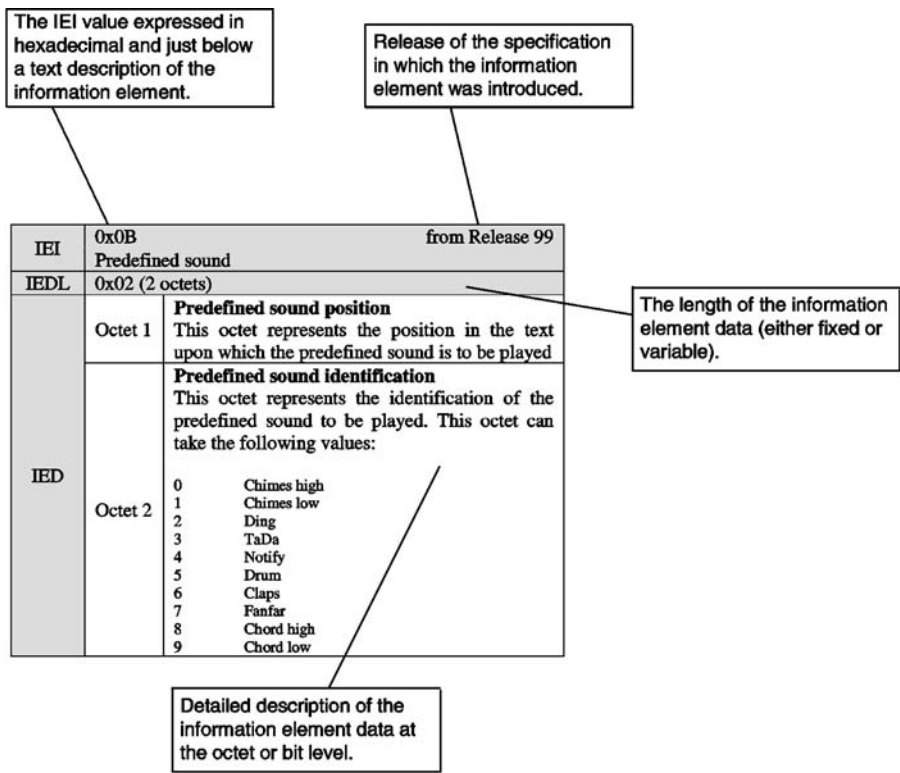 The IEI value expressed in
hexadecimal and just below
a text description of the
information element.
Release of the specification
in which the information
element was introduced.
IEI
0x0B from Release 99
Predefined sound
IEDL 0x02 (2 octets)
The length of the information
element data (either fixed or
variable).
IED
Octet 1
Predefined sound position
This octet represents the position in the text
upon which the predefined sound is to be played
Octet 2
Predefined sound identification
This octet represents the identification of the
predefined sound to be played. This octet can
take the following values:
0 Chimes high
1 Chimes low
2 Ding
3 TaDa
4 Notify
5 Drum
6 Claps
7 Fanfar
8 Chord high
9 Chord low
Detailed description of the
information element data at
the octet or bit level.